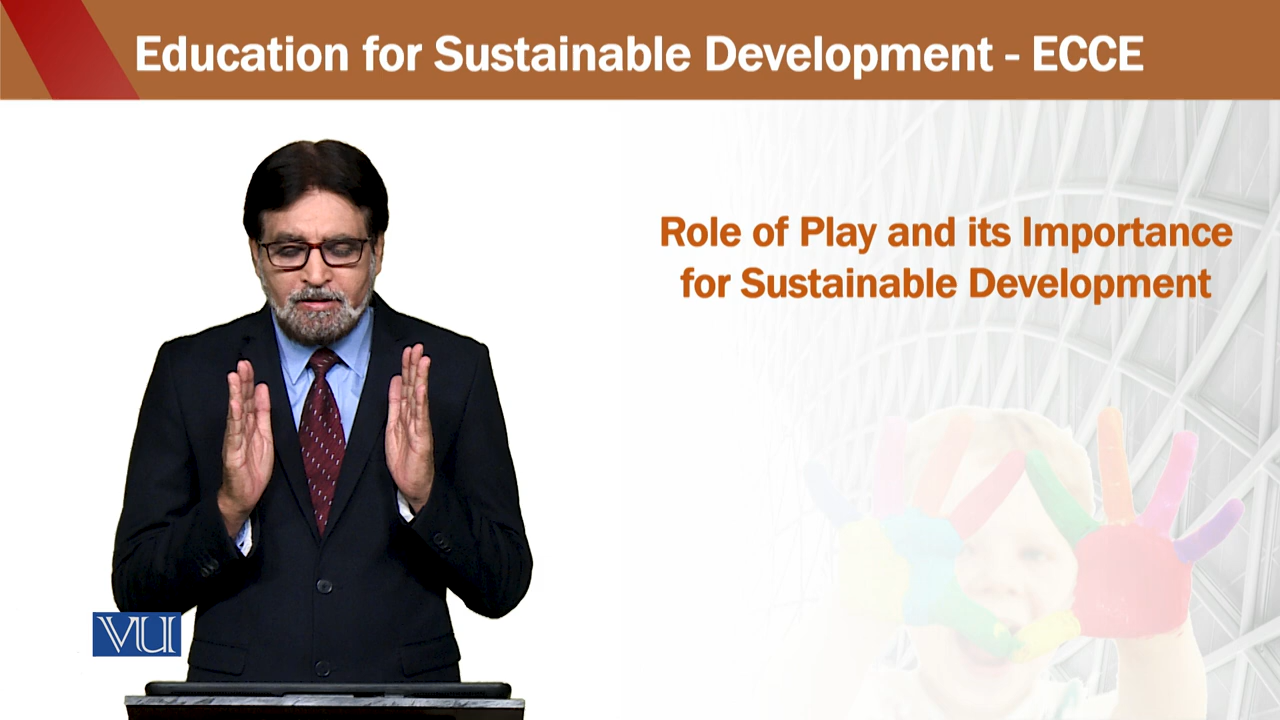 Education for Sustainable Development - ECCE
Role of Play and its Importance
for Sustainable Development
VU